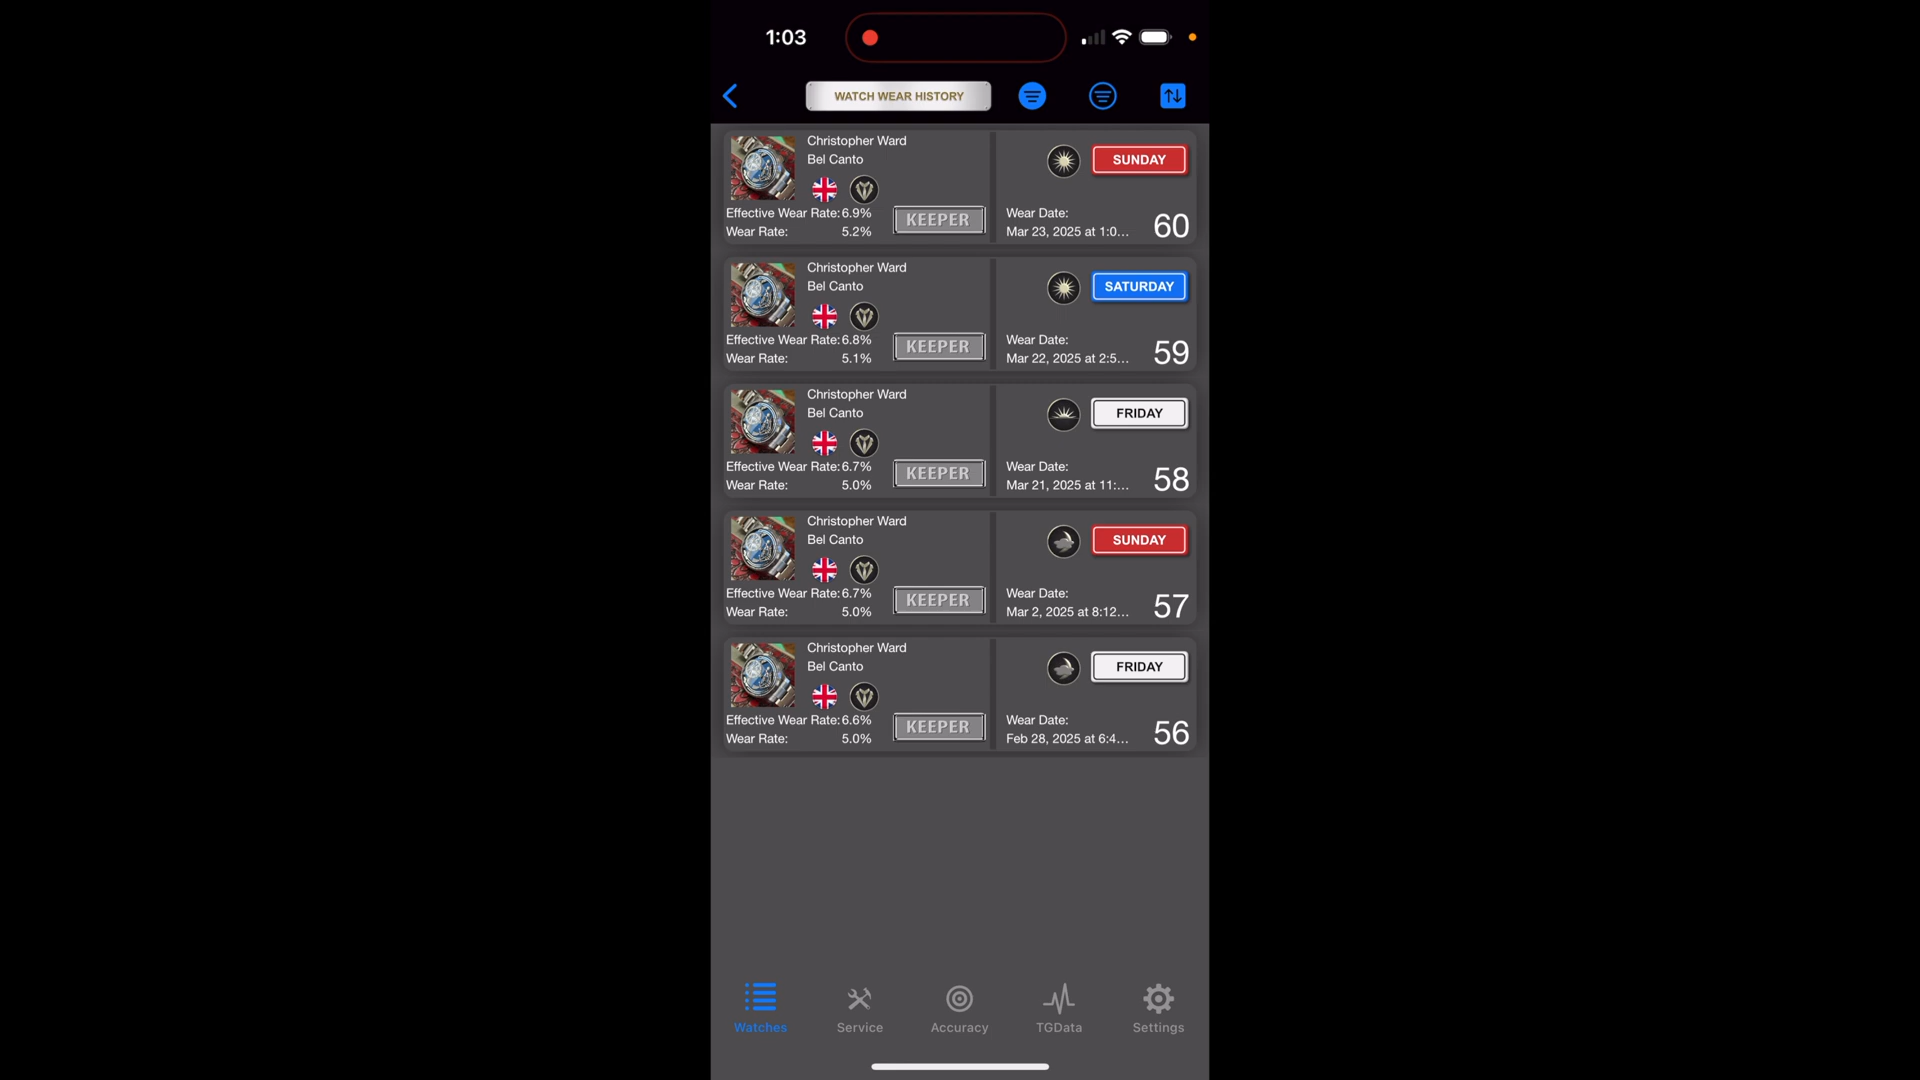 1:03
WATCH WEAR HISTORY
Christopher Ward
Bel Canto
SUNDAY
Effective Wear Rate: 6.9%
Wear Rate: 5.2%
KEEPER
Wear Date:
Mar 23, 2025 at 1:0...
60
Christopher Ward
Bel Canto
SATURDAY
Effective Wear Rate: 6.8%
Wear Rate: 5.1%
KEEPER
Wear Date:
Mar 22, 2025 at 2:5...
59
Christopher Ward
Bel Canto
FRIDAY
Effective Wear Rate: 6.7%
Wear Rate: 5.0%
KEEPER
Wear Date:
Mar 21, 2025 at 11:...
58
Christopher Ward
Bel Canto
SUNDAY
Effective Wear Rate: 6.7%
Wear Rate: 5.0%
KEEPER
Wear Date:
Mar 2, 2025 at 8:12...
57
Christopher Ward
Bel Canto
FRIDAY
Effective Wear Rate: 6.6%
Wear Rate: 5.0%
KEEPER
Wear Date:
Feb 28, 2025 at 6:4...
56
Watches
Service
Accuracy
TGData
Settings